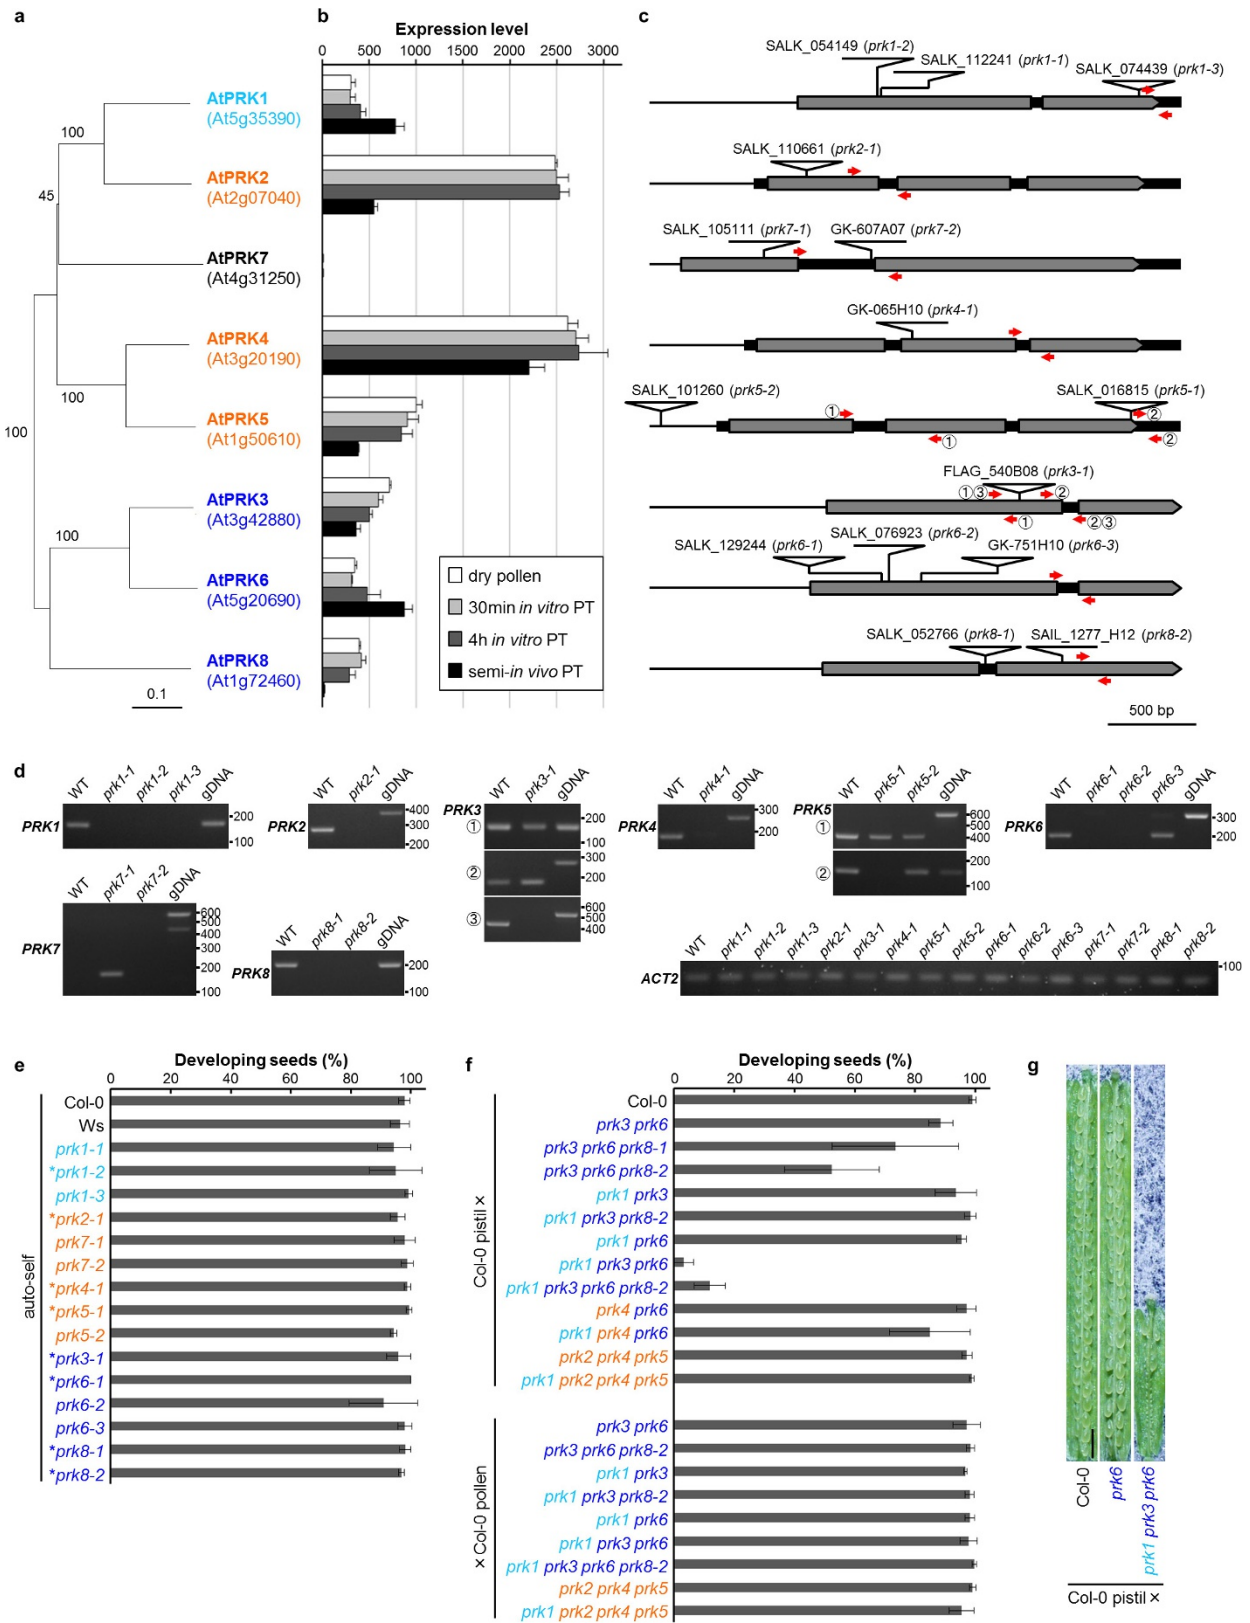 a
100
45
100
100
100
AtPRK1
(At5g35390)
AtPRK2
(At2g07040)
AtPRK7
(At4g31250)
AtPRK4
(At3g20190)
AtPRK5
(At1g50610)
AtPRK3
(At3g42880)
AtPRK6
(At5g20690)
AtPRK8
(At1g72460)
0.1
b
Expression level
0 500 1000 1500 2000 2500 3000
dry pollen
30min in vitro PT
4h in vitro PT
semi-in vivo PT
c
SALK_054149 (prk1-2)
SALK_112241 (prk1-1)
SALK_074439 (prk1-3)
SALK_110661 (prk2-1)
SALK_105111 (prk7-1)
GK-607A07 (prk7-2)
GK-065H10 (prk4-1)
SALK_101260 (prk5-2)
SALK_016815 (prk5-1)
① ① ② ②
FLAG_540B08 (prk3-1)
①③ ② ① ②③
SALK_129244 (prk6-1)
SALK_076923 (prk6-2)
GK-751H10 (prk6-3)
SALK_052766 (prk8-1)
SAIL_1277_H12 (prk8-2)
500 bp
d
WT prk1-1 prk1-2 prk1-3 gDNA
PRK1
200
100
WT prk2-1 gDNA
PRK2
400
300
200
WT prk3-1 gDNA
PRK3
①
200
100
②
300
200
③
600
500
400
WT prk4-1 gDNA
PRK4
300
200
WT prk5-1 prk5-2 gDNA
PRK5
①
600
500
400
②
200
100
WT prk6-1 prk6-2 prk6-3 gDNA
PRK6
300
200
WT prk7-1 prk7-2 gDNA
PRK7
600
500
400
300
200
100
WT prk8-1 prk8-2 gDNA
PRK8
200
WT prk1-1 prk1-2 prk1-3 prk2-1 prk3-1 prk4-1 prk5-1 prk5-2 prk6-1 prk6-2 prk6-3 prk7-1 prk7-2 prk8-1 prk8-2
ACT2
100
e
Developing seeds (%)
0 20 40 60 80 100
auto-self
Col-0
Ws
prk1-1
*prk1-2
prk1-3
*prk2-1
prk7-1
prk7-2
*prk4-1
*prk5-1
prk5-2
*prk3-1
*prk6-1
prk6-2
prk6-3
*prk8-1
*prk8-2
f
Developing seeds (%)
0 20 40 60 80 100
Col-0 pistil ×
Col-0
prk3 prk6
prk3 prk6 prk8-1
prk3 prk6 prk8-2
prk1 prk3
prk1 prk3 prk8-2
prk1 prk6
prk1 prk3 prk6
prk1 prk3 prk6 prk8-2
prk4 prk6
prk1 prk4 prk6
prk2 prk4 prk5
prk1 prk2 prk4 prk5
× Col-0 pollen
prk3 prk6
prk3 prk6 prk8-2
prk1 prk3
prk1 prk3 prk8-2
prk1 prk6
prk1 prk3 prk6
prk1 prk3 prk6 prk8-2
prk2 prk4 prk5
prk1 prk2 prk4 prk5
g
Col-0
prk6
prk1 prk3 prk6
Col-0 pistil ×